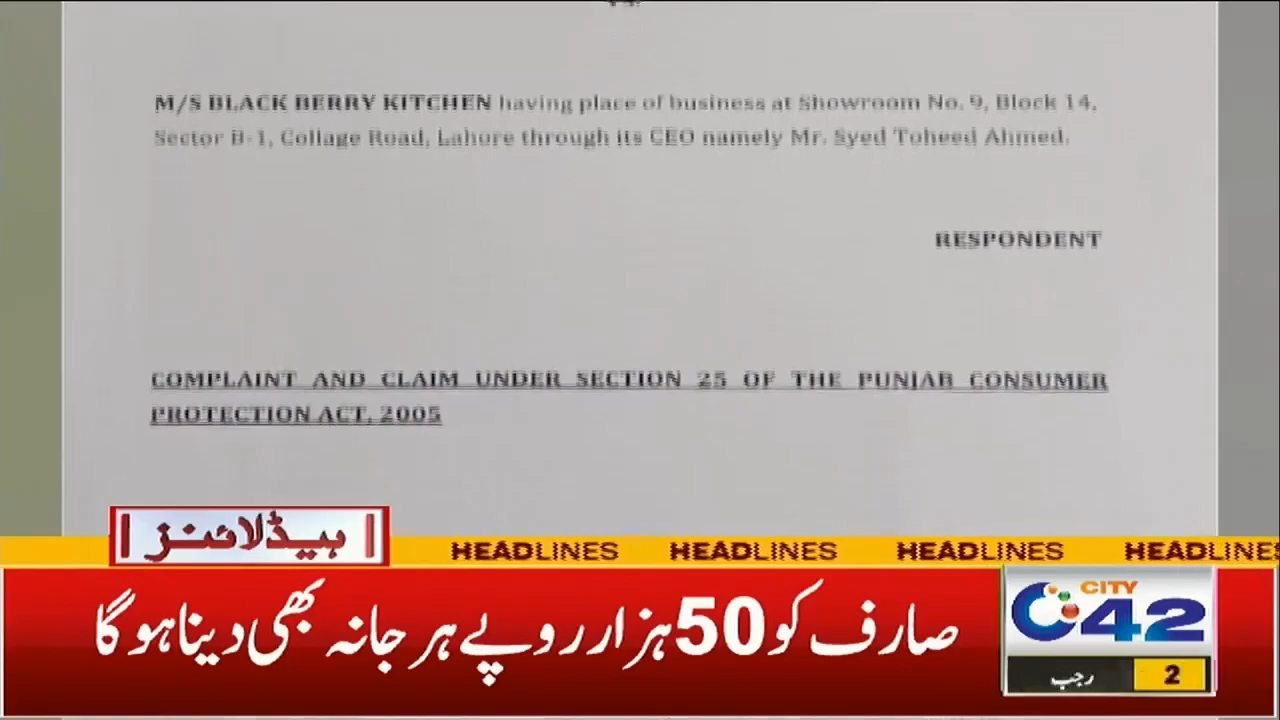 M/S BLACK BERRY KITCHEN having place of business at Showroom No. 9, Block 14,
Sector B-1, Collage Road, Lahore through its CEO namely Mr. Syed Toheed Ahmed.
RESPONDENT
COMPLAINT AND CLAIM UNDER SECTION 25 OF THE PUNJAB CONSUMER
PROTECTION ACT, 2005
ہیڈلائنز
HEADLINES HEADLINES HEADLINES HEADLINES
صارف کو 50 ہزار روپے ہرجانہ بھی دینا ہوگا
CITY
42
رجب 2